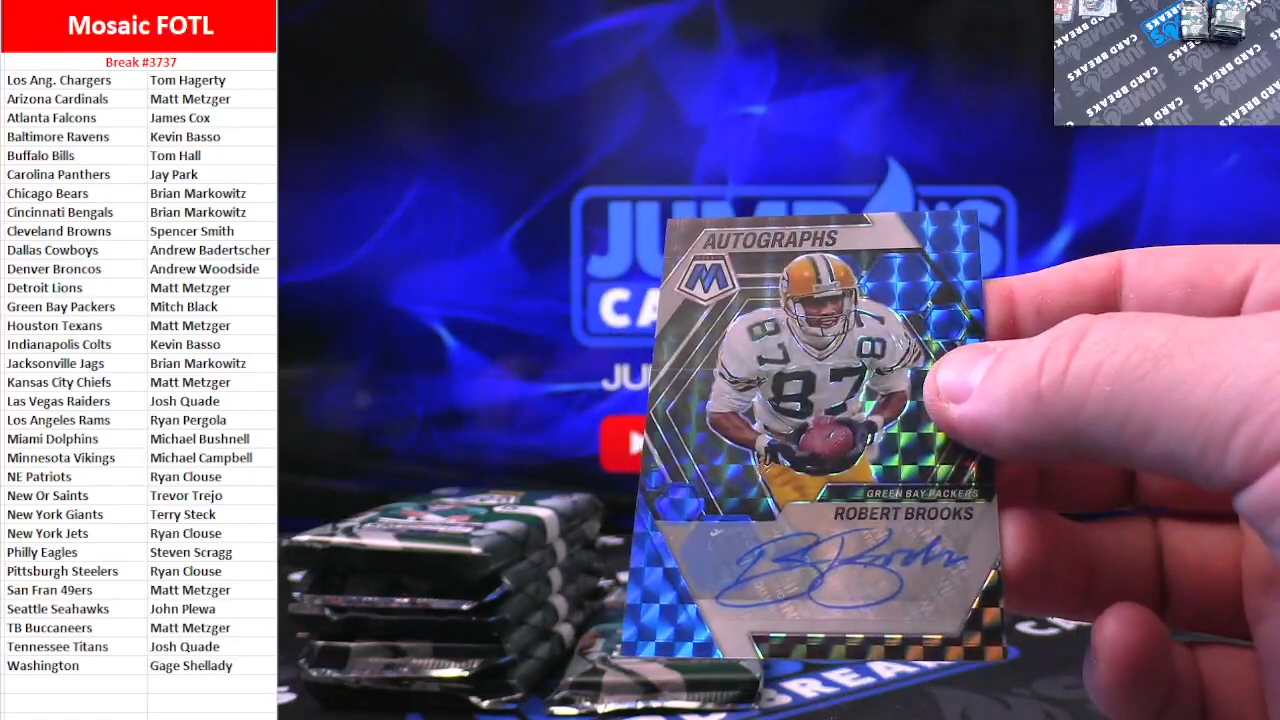 Mosaic FOTL
Break #3737
Los Ang. Chargers Tom Hagerty
Arizona Cardinals Matt Metzger
Atlanta Falcons James Cox
Baltimore Ravens Kevin Basso
Buffalo Bills Tom Hall
Carolina Panthers Jay Park
Chicago Bears Brian Markowitz
Cincinnati Bengals Brian Markowitz
Cleveland Browns Spencer Smith
Dallas Cowboys Andrew Badertscher
Denver Broncos Andrew Woodside
Detroit Lions Matt Metzger
Green Bay Packers Mitch Black
Houston Texans Matt Metzger
Indianapolis Colts Kevin Basso
Jacksonville Jags Brian Markowitz
Kansas City Chiefs Matt Metzger
Las Vegas Raiders Josh Quade
Los Angeles Rams Ryan Pergola
Miami Dolphins Michael Bushnell
Minnesota Vikings Michael Campbell
NE Patriots Ryan Clouse
New Or Saints Trevor Trejo
New York Giants Terry Steck
New York Jets Ryan Clouse
Philly Eagles Steven Scragg
Pittsburgh Steelers Ryan Clouse
San Fran 49ers Matt Metzger
Seattle Seahawks John Plewa
TB Buccaneers Matt Metzger
Tennessee Titans Josh Quade
Washington Gage Shellady
AUTOGRAPHS
M
87
87
87
GREEN BAY PACKERS
ROBERT BROOKS
JUMBO'S
CARD BREAKS
CARD BREAKS